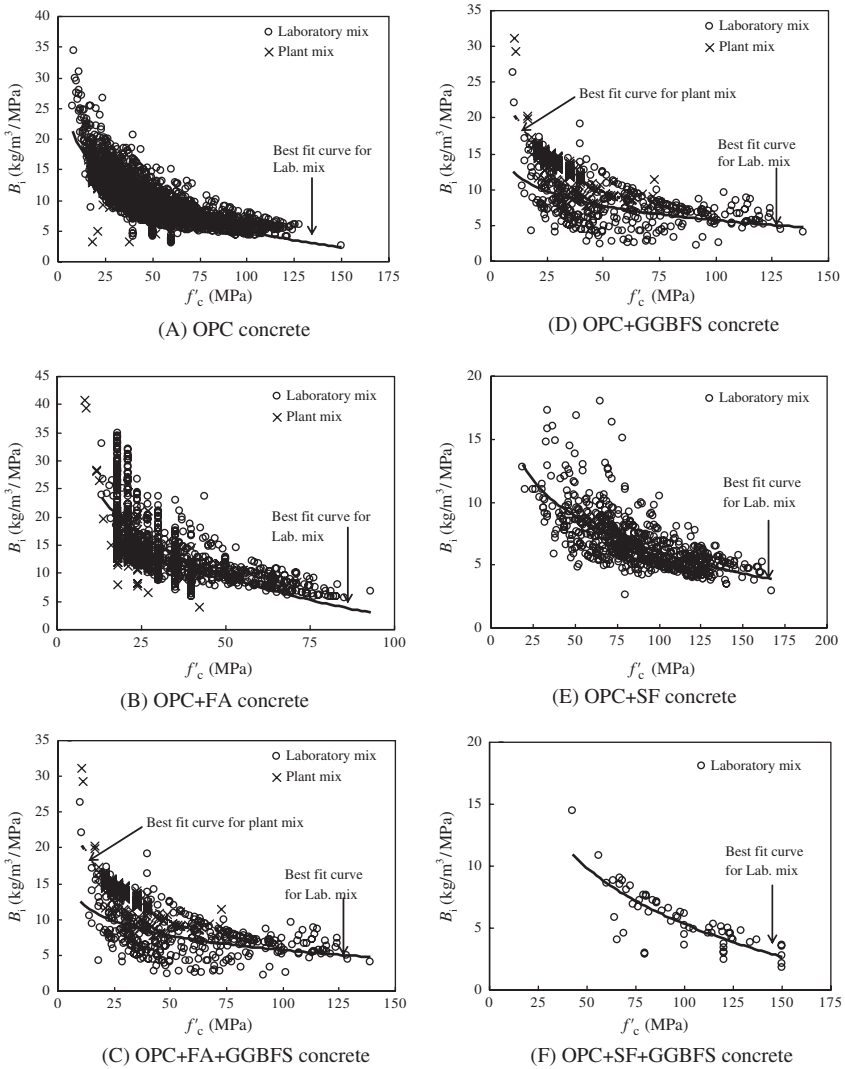 40
35
30
25
20
15
10
5
0
B_i (kg/m³/MPa)
Laboratory mix
Plant mix
Best fit curve for
Lab. mix
0 25 50 75 100 125 150 175
f′c (MPa)
(A) OPC concrete
35
30
25
20
15
10
5
0
B_i (kg/m³/MPa)
Laboratory mix
Plant mix
Best fit curve for plant mix
Best fit curve
for Lab. mix
0 25 50 75 100 125 150
f′c (MPa)
(D) OPC+GGBFS concrete
45
40
35
30
25
20
15
10
5
0
B_i (kg/m³/MPa)
Laboratory mix
Plant mix
Best fit curve for
Lab. mix
0 25 50 75 100
f′c (MPa)
(B) OPC+FA concrete
20
15
10
5
0
B_i (kg/m³/MPa)
Laboratory mix
Best fit curve
for Lab. mix
0 25 50 75 100 125 150 175 200
f′c (MPa)
(E) OPC+SF concrete
35
30
25
20
15
10
5
0
B_i (kg/m³/MPa)
Laboratory mix
Plant mix
Best fit curve for plant mix
Best fit curve
for Lab. mix
0 25 50 75 100 125 150
f′c (MPa)
(C) OPC+FA+GGBFS concrete
20
15
10
5
0
B_i (kg/m³/MPa)
Laboratory mix
Best fit curve
for Lab. mix
0 25 50 75 100 125 150 175
f′c (MPa)
(F) OPC+SF+GGBFS concrete